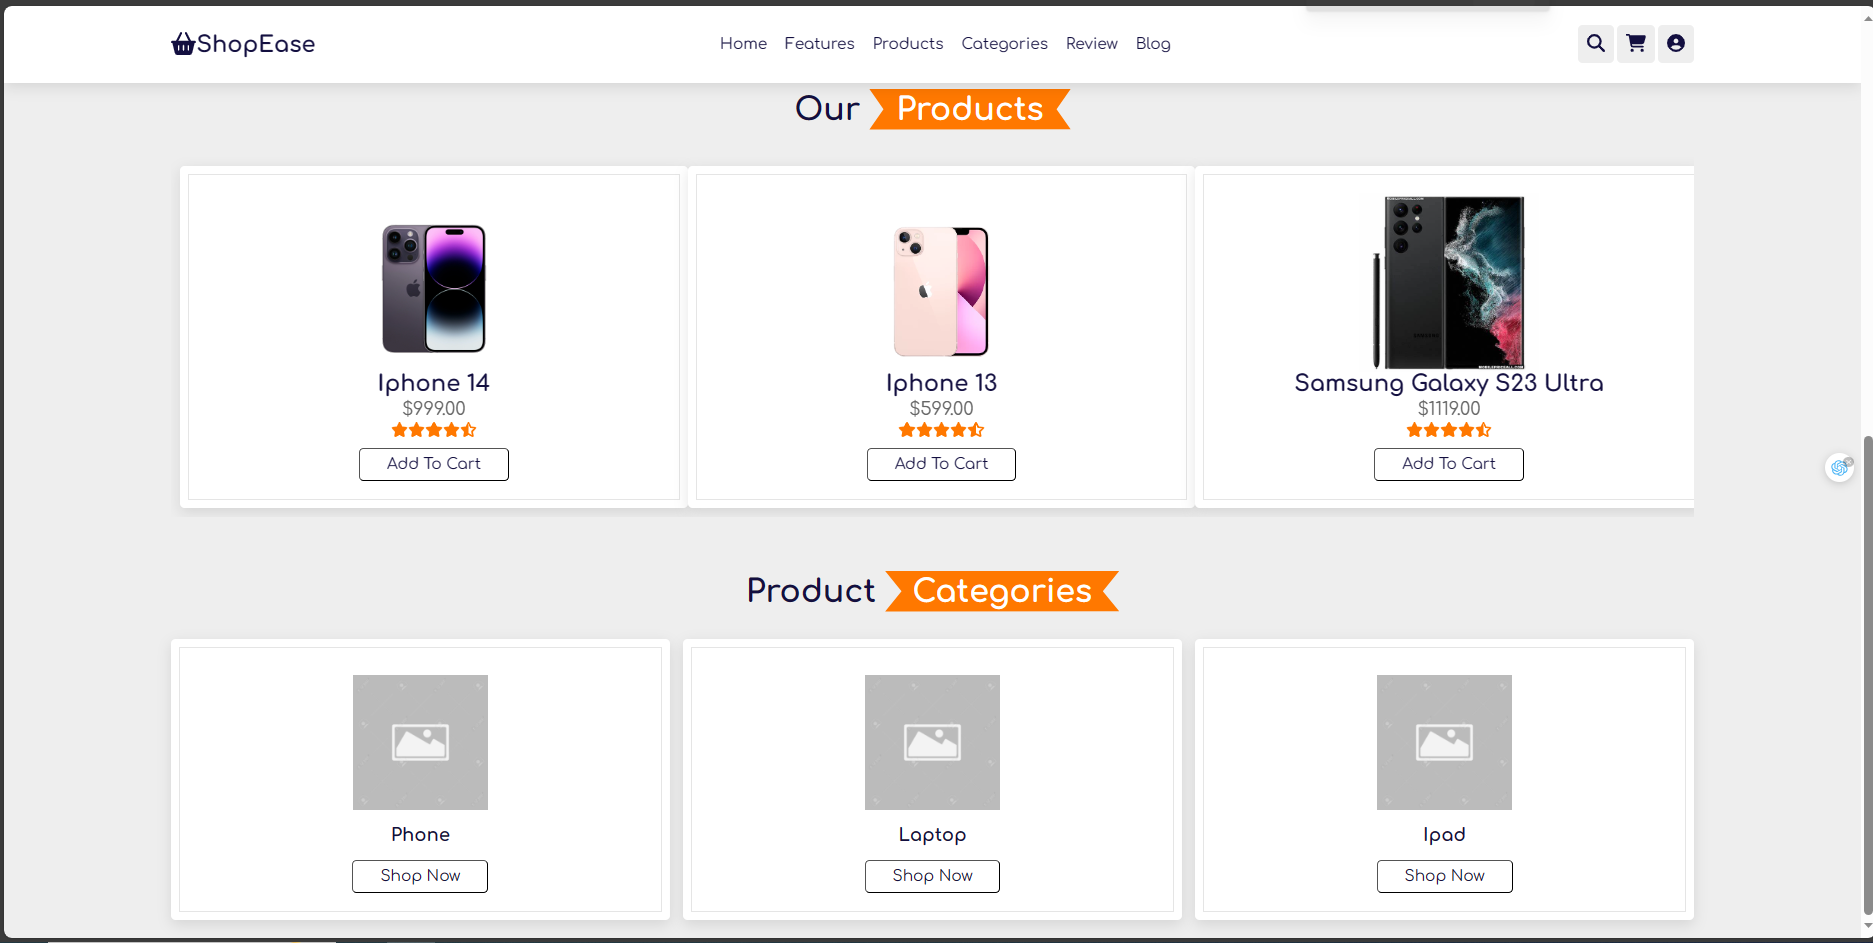 ShopEase
Home Features Products Categories Review Blog
Our Products
Iphone 14
$999.00
Add To Cart
Iphone 13
$599.00
Add To Cart
Samsung Galaxy S23 Ultra
$1119.00
Add To Cart
Product Categories
Phone
Shop Now
Laptop
Shop Now
Ipad
Shop Now